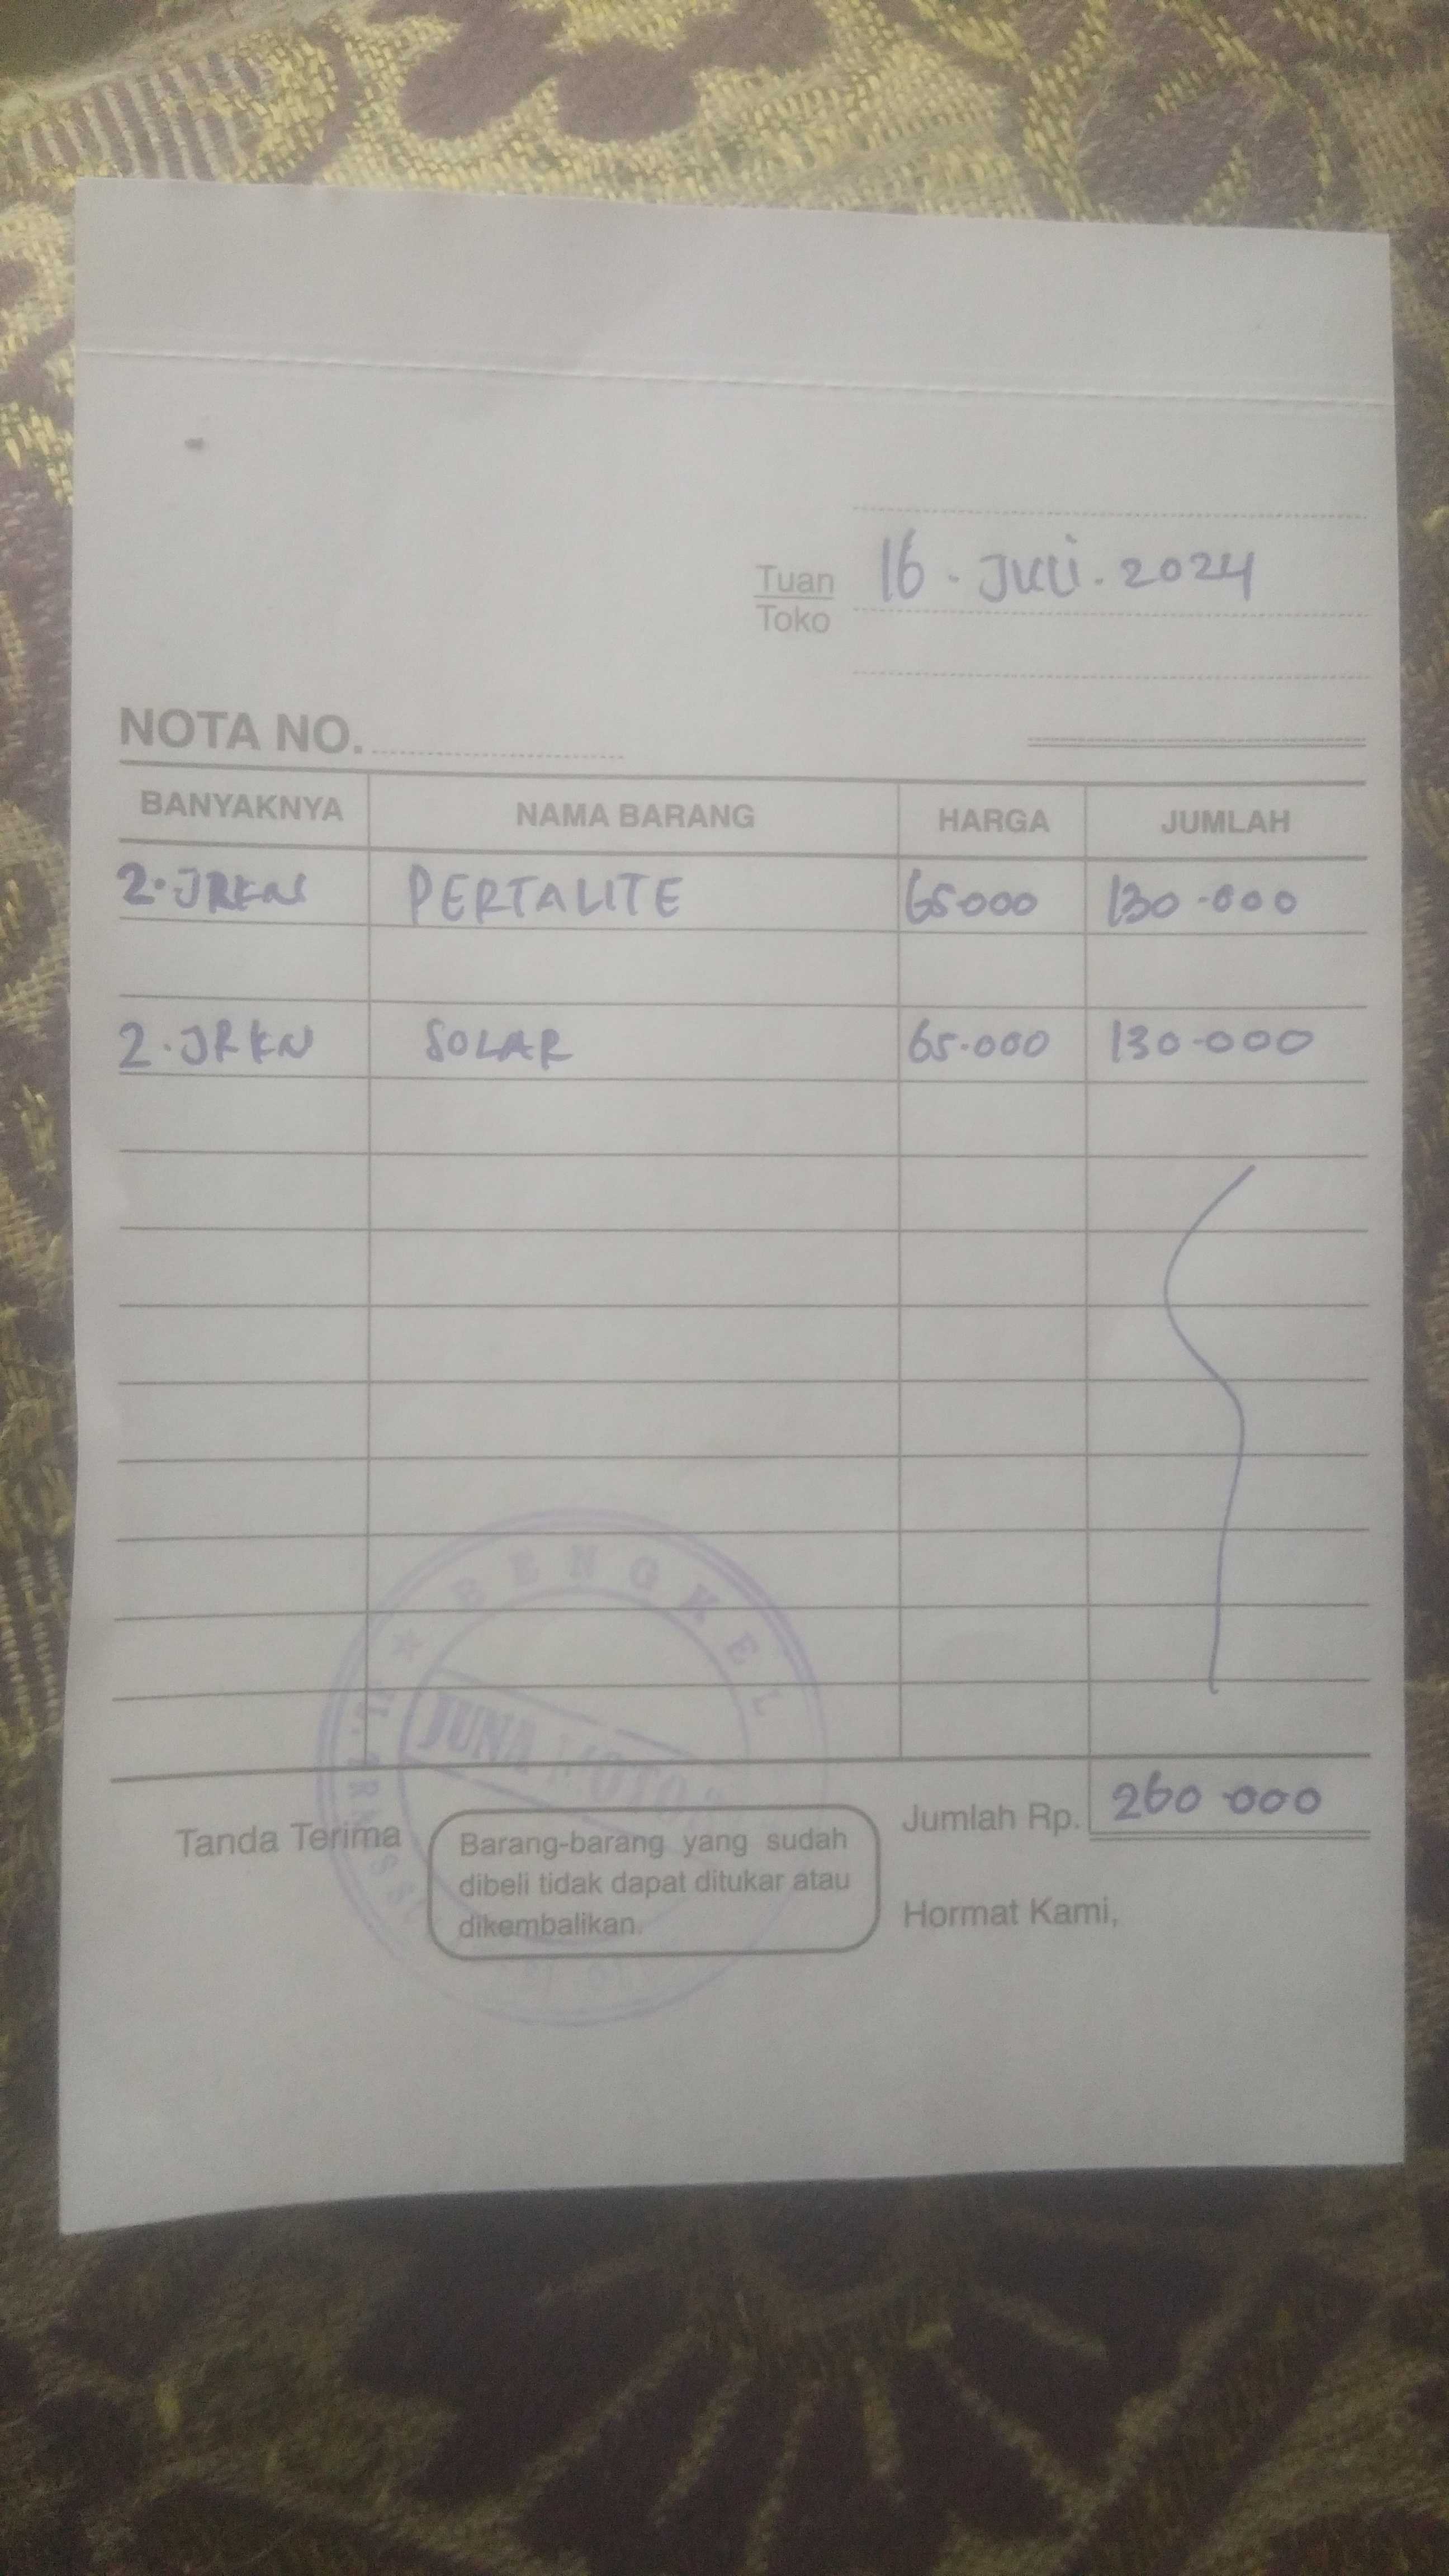 16 - JULI . 2024
Tuan
Toko
NOTA NO.
BANYAKNYA NAMA BARANG HARGA JUMLAH
2. JRKN PERTALITE 65.000 130.000
2. JRKN SOLAR 65.000 130.000
BENGKEL
JUNA MOTOR
Jumlah Rp. 260.000
Tanda Terima
Barang-barang yang sudah
dibeli tidak dapat ditukar atau
dikembalikan.
Hormat Kami,